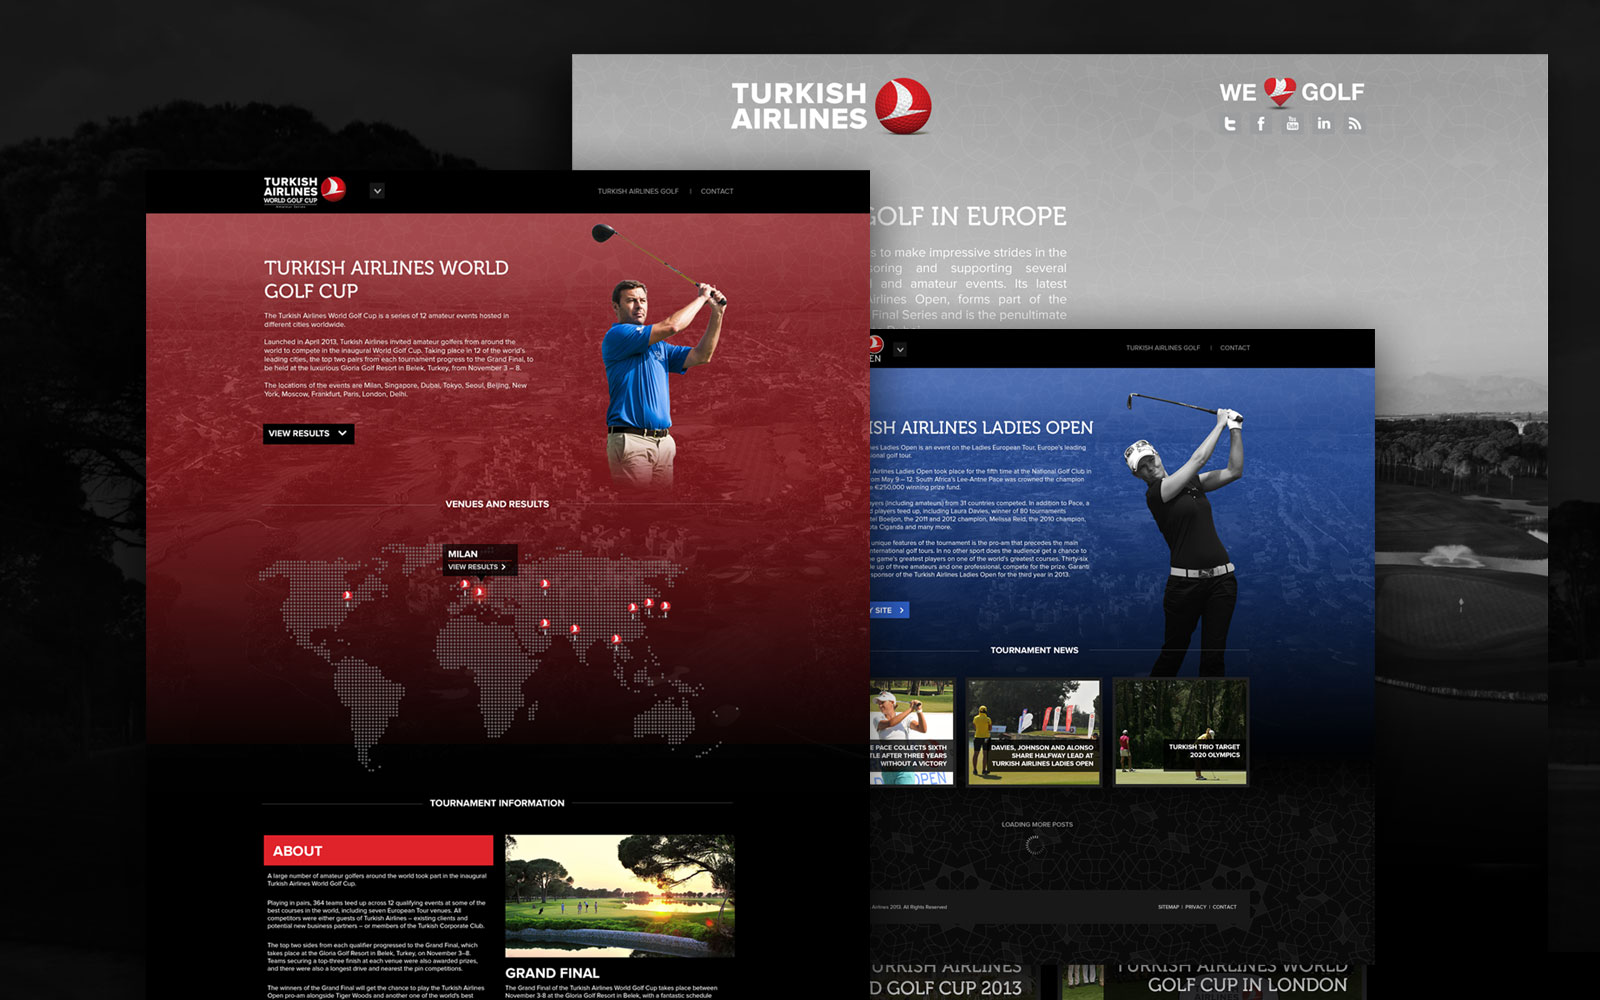 TURKISH
AIRLINES
WE GOLF
GOLF IN EUROPE
s to make impressive strides in the
soring and supporting several
l and amateur events. Its latest
Airlines Open, forms part of the
Final Series and is the penultimate
TURKISH
AIRLINES
WORLD GOLF CUP
TURKISH AIRLINES GOLF | CONTACT
TURKISH AIRLINES WORLD
GOLF CUP
The Turkish Airlines World Golf Cup is a series of 12 amateur events hosted in
different cities worldwide.
Launched in April 2013, Turkish Airlines invited amateur golfers from around the
world to compete in the inaugural World Golf Cup. Taking place in 12 of the world's
leading cities, the top two pairs from each tournament progress to the Grand Final, to
be held at the luxurious Gloria Golf Resort in Belek, Turkey, from November 3 – 8.
The locations of the events are Milan, Singapore, Dubai, Tokyo, Seoul, Beijing, New
York, Moscow, Frankfurt, Paris, London, Delhi.
VIEW RESULTS
VENUES AND RESULTS
MILAN
VIEW RESULTS
TOURNAMENT INFORMATION
ABOUT
A large number of amateur golfers around the world took part in the inaugural
Turkish Airlines World Golf Cup.
Playing in pairs, 364 teams teed up across 12 qualifying events at some of the
best courses in the world, including seven European Tour venues. All
competitors were either guests of Turkish Airlines – existing clients and
potential new business partners – or members of the Turkish Corporate Club.
The top two sides from each qualifier progressed to the Grand Final, which
takes place at the Gloria Golf Resort in Belek, Turkey, on November 3–8.
Teams securing a top-three finish at each venue were also awarded prizes,
and there were also a longest drive and nearest the pin competitions.
The winners of the Grand Final will get the chance to play the Turkish Airlines
Open pro-am alongside Tiger Woods and another one of the world's best
GRAND FINAL
The Grand Final of the Turkish Airlines World Golf Cup takes place between
November 3-8 at the Gloria Golf Resort in Belek, with a fantastic schedule
EN
TURKISH AIRLINES GOLF | CONTACT
ISH AIRLINES LADIES OPEN
nes Ladies Open is an event on the Ladies European Tour, Europe's leading
ional golf tour.
Airlines Ladies Open took place for the fifth time at the National Golf Club in
om May 9 – 12. South Africa's Lee-Antne Pace was crowned the champion
e €250,000 winning prize fund.
yers (including amateurs) from 31 countries competed. In addition to Pace, a
d players teed up, including Laura Davies, winner of 80 tournaments
tel Boeljon, the 2011 and 2012 champion, Melissa Reid, the 2010 champion,
ota Ciganda and many more.
unique features of the tournament is the pro-am that precedes the main
nternational golf tours. In no other sport does the audience get a chance to
e game's greatest players on one of the world's greatest courses. Thirty-six
le up of three amateurs and one professional, compete for the prize. Garanti
sponsor of the Turkish Airlines Ladies Open for the third year in 2013.
Y SITE
TOURNAMENT NEWS
E PACE COLLECTS SIXTH
TLE AFTER THREE YEARS
WITHOUT A VICTORY
OPEN
DAVIES, JOHNSON AND ALONSO
SHARE HALFWAY LEAD AT
TURKISH AIRLINES LADIES OPEN
TURKISH TRIO TARGET
2020 OLYMPICS
LOADING MORE POSTS
Airlines 2013. All Rights Reserved
SITEMAP | PRIVACY | CONTACT
URKISH AIRLINES
D GOLF CUP 2013
TURKISH AIRLINES WORLD
GOLF CUP IN LONDON